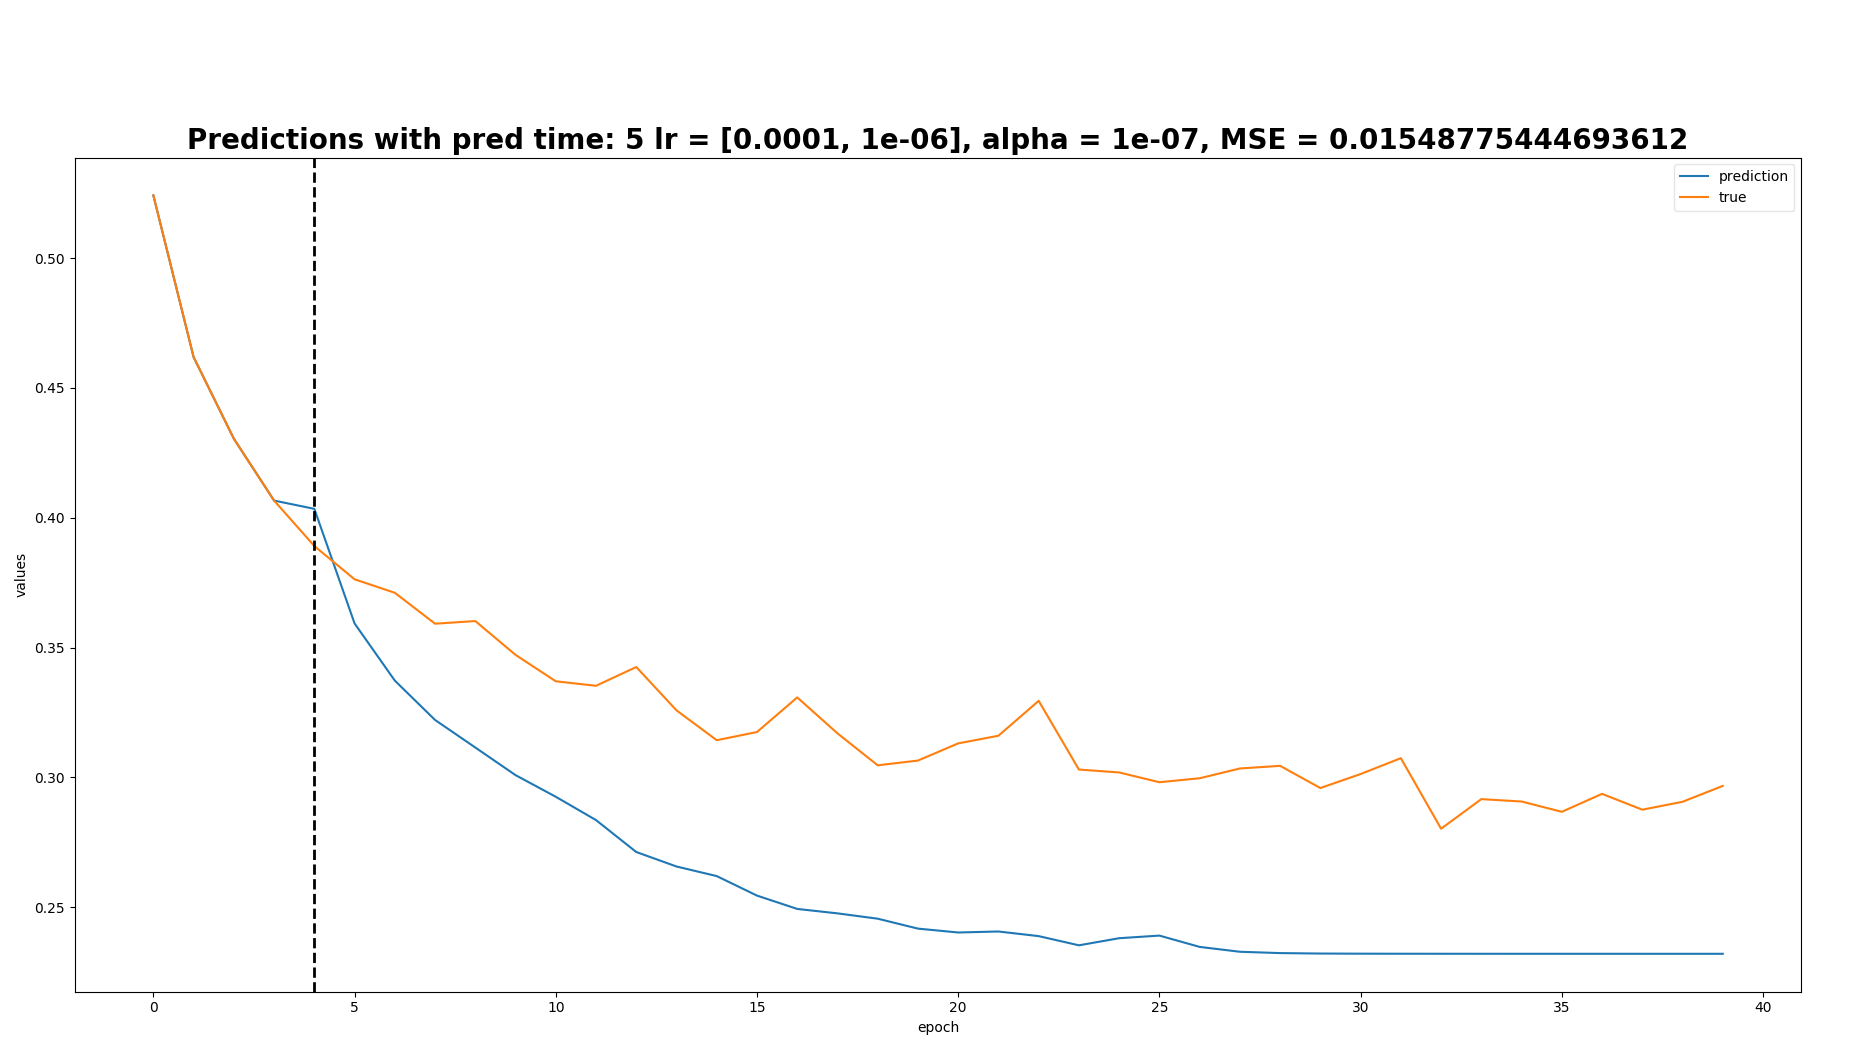 Predictions with pred time: 5 lr = [0.0001, 1e-06], alpha = 1e-07, MSE = 0.01548775444693612
prediction
true
0.50
0.45
0.40
0.35
0.30
0.25
values
0 5 10 15 20 25 30 35 40
epoch